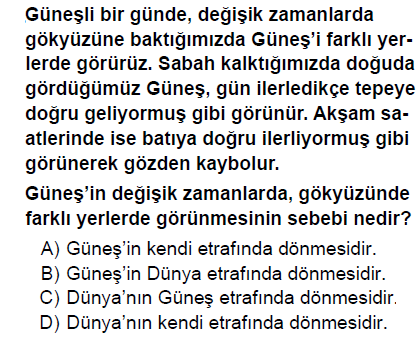 Güneşli bir günde, değişik zamanlarda
gökyüzüne baktığımızda Güneş'i farklı yer-
lerde görürüz. Sabah kalktığımızda doğuda
gördüğümüz Güneş, gün ilerledikçe tepeye
doğru geliyormuş gibi görünür. Akşam sa-
atlerinde ise batıya doğru ilerliyormuş gibi
görünerek gözden kaybolur.
Güneş'in değişik zamanlarda, gökyüzünde
farklı yerlerde görünmesinin sebebi nedir?
A) Güneş'in kendi etrafında dönmesidir.
B) Güneş'in Dünya etrafında dönmesidir.
C) Dünya'nın Güneş etrafında dönmesidir.
D) Dünya'nın kendi etrafında dönmesidir.